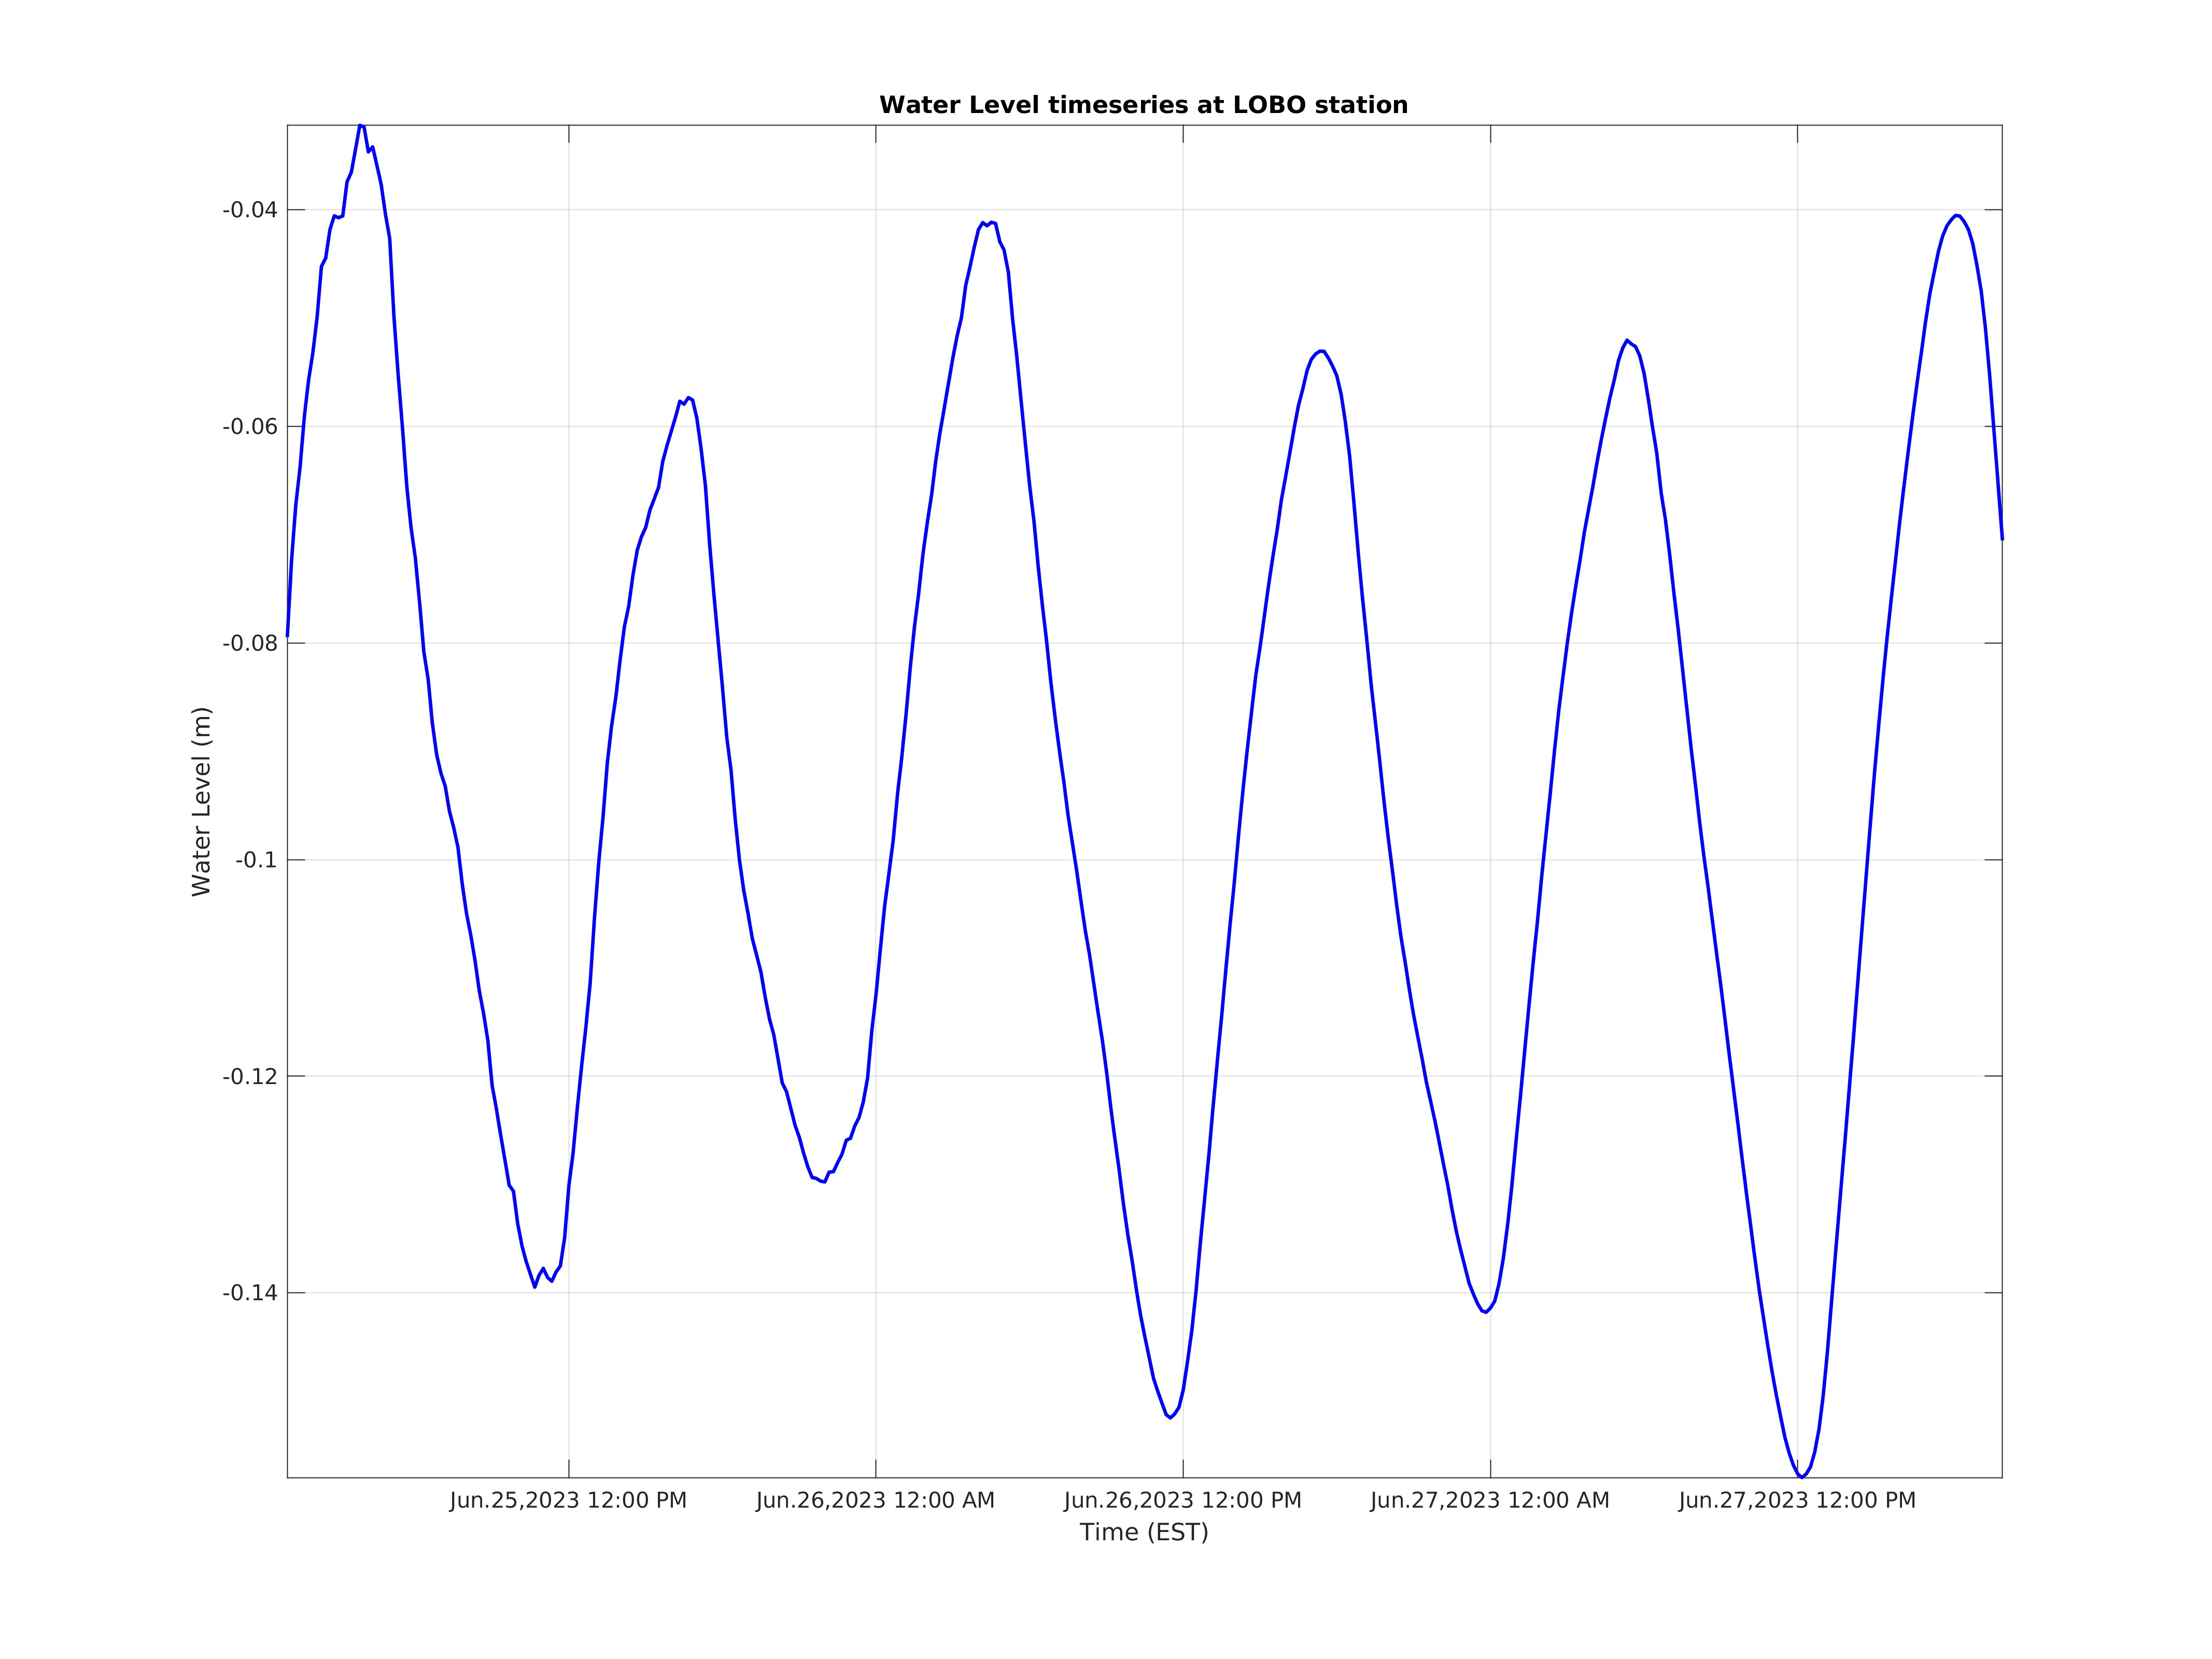 Water Level timeseries at LOBO station
-0.04
-0.06
-0.08
-0.1
-0.12
-0.14
Water Level (m)
Jun.25,2023 12:00 PM
Jun.26,2023 12:00 AM
Jun.26,2023 12:00 PM
Jun.27,2023 12:00 AM
Jun.27,2023 12:00 PM
Time (EST)